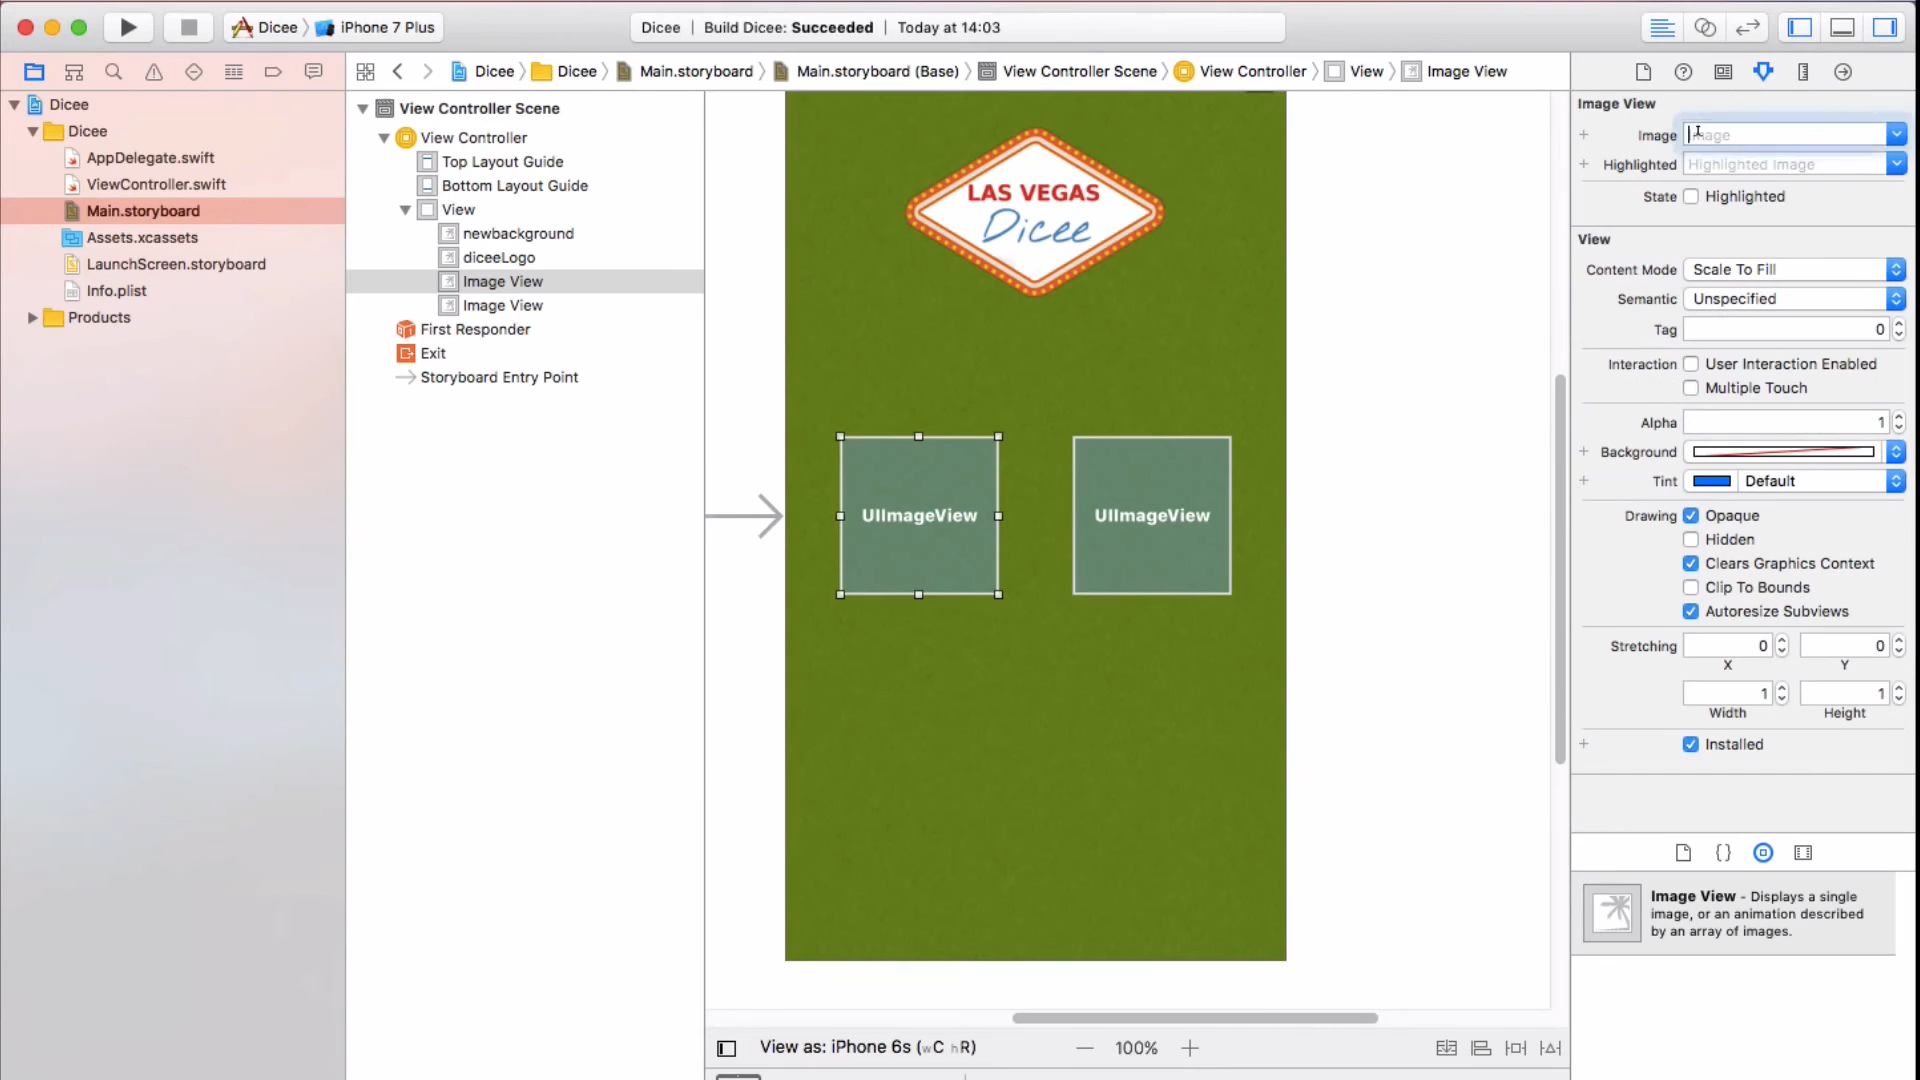 Dicee
iPhone 7 Plus
Dicee | Build Dicee: Succeeded | Today at 14:03
Dicee
Dicee
Main.storyboard
Main.storyboard (Base)
View Controller Scene
View Controller
View
Image View
Dicee
Dicee
AppDelegate.swift
ViewController.swift
Main.storyboard
Assets.xcassets
LaunchScreen.storyboard
Info.plist
Products
View Controller Scene
View Controller
Top Layout Guide
Bottom Layout Guide
View
newbackground
diceeLogo
Image View
Image View
First Responder
Exit
Storyboard Entry Point
LAS VEGAS
Dicee
UIImageView
UIImageView
View as: iPhone 6s (wC hR)
100%
Image View
Image
Image
Highlighted
Highlighted Image
State
Highlighted
View
Content Mode
Scale To Fill
Semantic
Unspecified
Tag
0
Interaction
User Interaction Enabled
Multiple Touch
Alpha
1
Background
Tint
Default
Drawing
Opaque
Hidden
Clears Graphics Context
Clip To Bounds
Autoresize Subviews
Stretching
0
0
X
Y
1
1
Width
Height
Installed
{}
Image View - Displays a single
image, or an animation described
by an array of images.